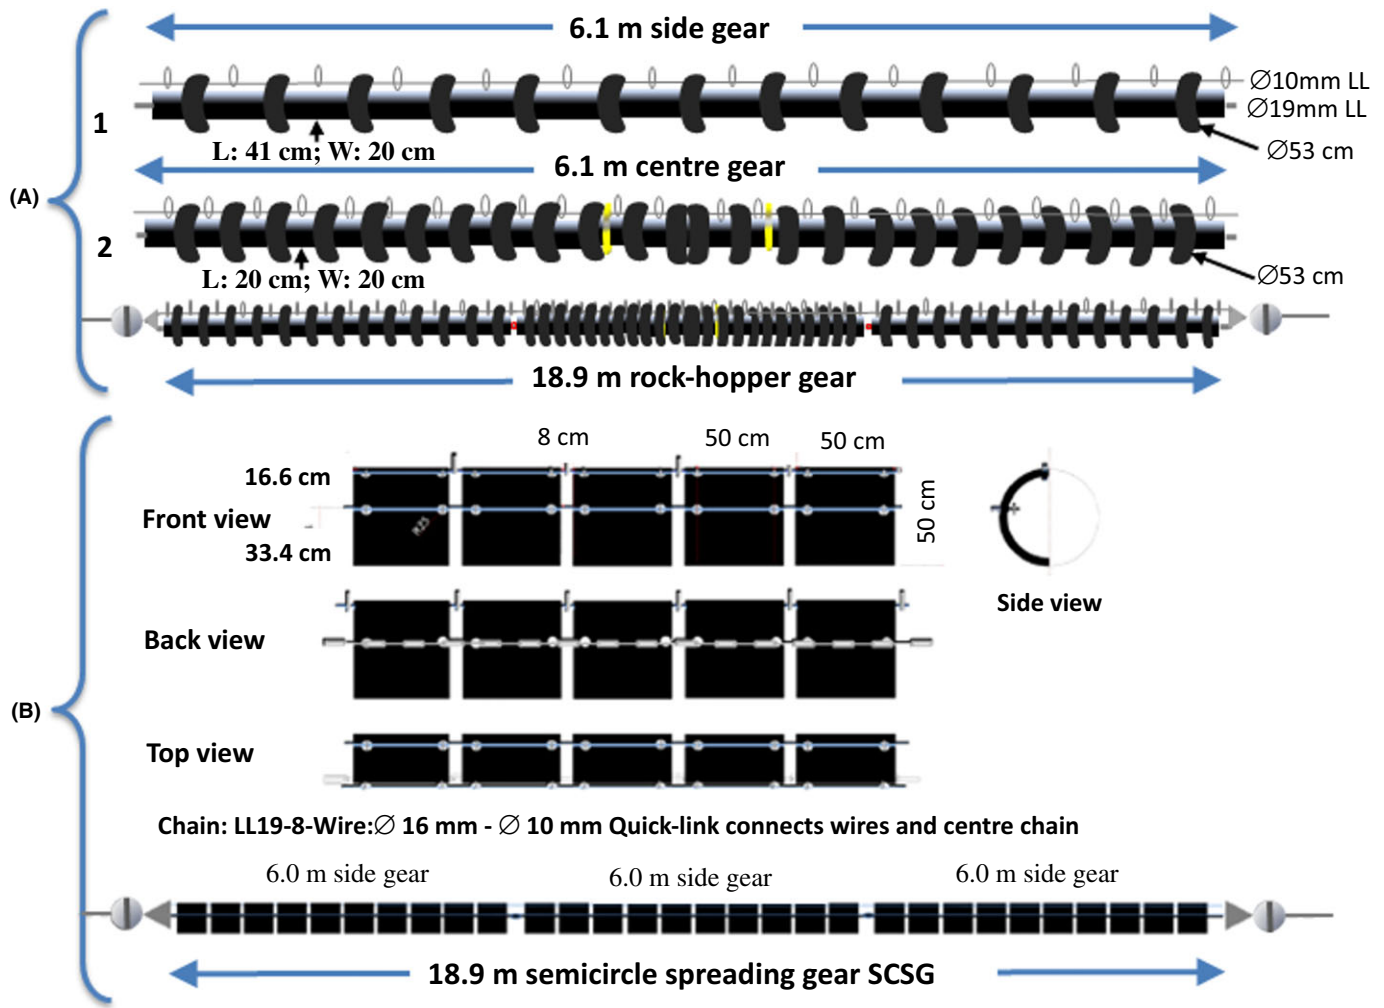 6.1 m side gear
Ø10mm LL
Ø19mm LL
1
L: 41 cm; W: 20 cm
Ø53 cm
6.1 m centre gear
(A)
2
L: 20 cm; W: 20 cm
Ø53 cm
18.9 m rock-hopper gear
8 cm
50 cm
50 cm
16.6 cm
Front view
R25
50 cm
33.4 cm
Side view
Back view
(B)
Top view
Chain: LL19-8-Wire:Ø 16 mm - Ø 10 mm Quick-link connects wires and centre chain
6.0 m side gear
6.0 m side gear
6.0 m side gear
18.9 m semicircle spreading gear SCSG